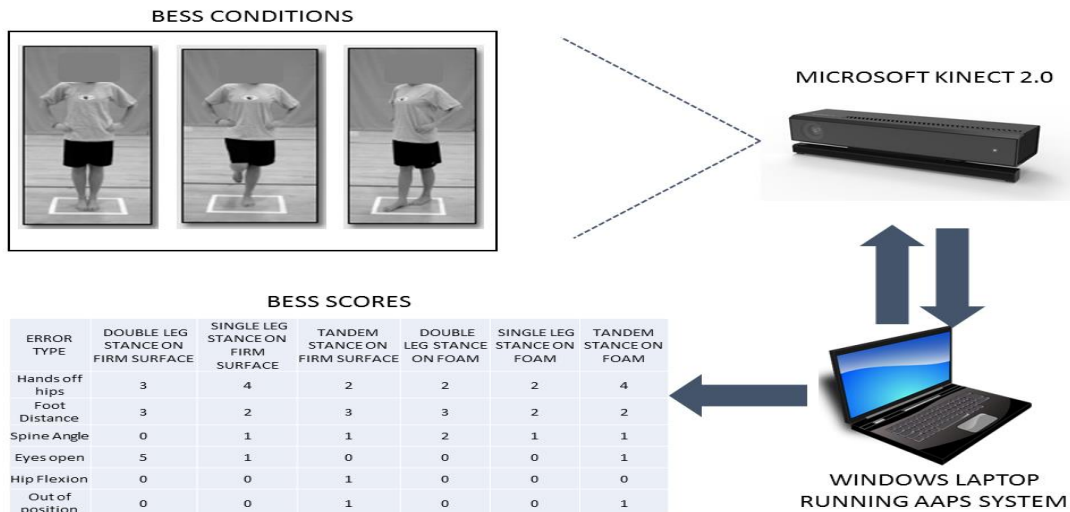 BESS CONDITIONS
MICROSOFT KINECT 2.0
BESS SCORES
ERROR TYPE
DOUBLE LEG STANCE ON FIRM SURFACE
SINGLE LEG STANCE ON FIRM SURFACE
TANDEM STANCE ON FIRM SURFACE
DOUBLE LEG STANCE ON FOAM
SINGLE LEG STANCE ON FOAM
TANDEM STANCE ON FOAM
Hands off hips 3 4 2 2 2 4
Foot Distance 3 2 3 3 2 2
Spine Angle 0 1 1 2 1 1
Eyes open 5 1 0 0 0 1
Hip Flexion 0 0 1 0 0 0
Out of position 0 0 1 0 0 1
WINDOWS LAPTOP
RUNNING AAPS SYSTEM